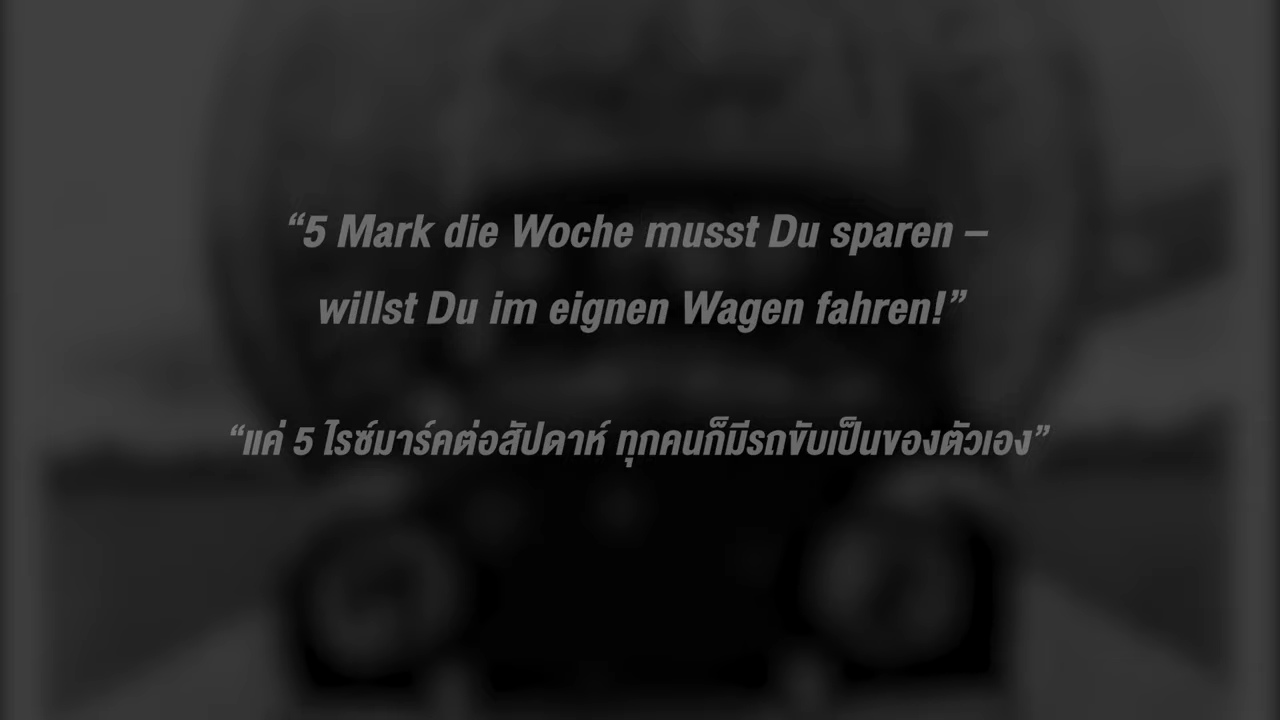 “5 Mark die Woche musst Du sparen –
willst Du im eignen Wagen fahren!”
“แค่ 5 ไรซ์มาร์คต่อสัปดาห์ ทุกคนก็มีรถขับเป็นของตัวเอง”